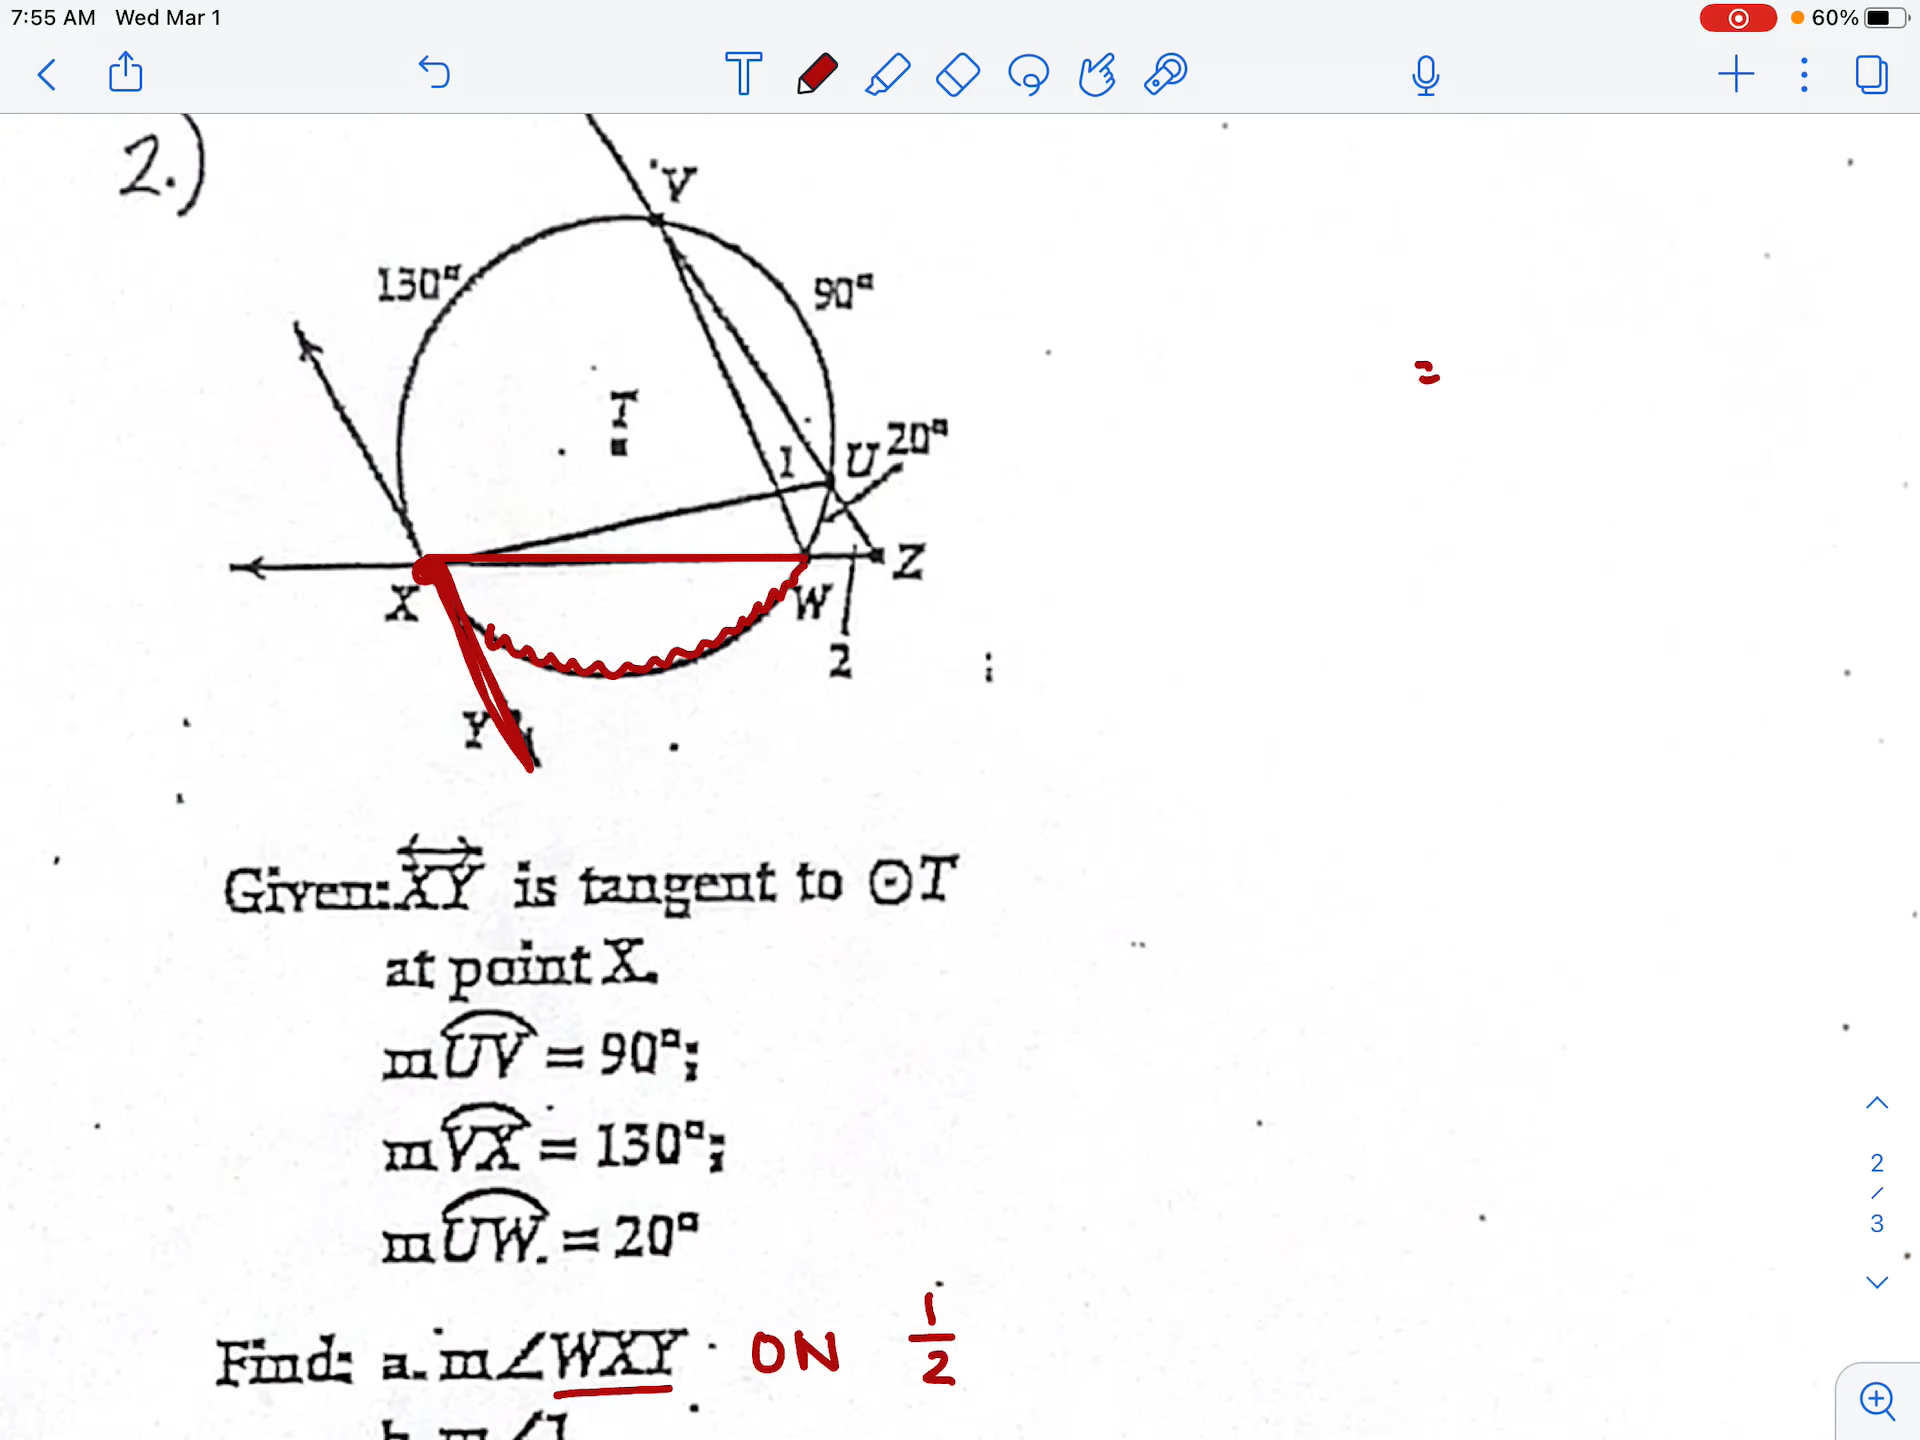 7:55 AM Wed Mar 1
60%
T
2.)
V
130°
90°
T
1
U
20°
Z
X
W
2
Y
=
Given: XY is tangent to ⊙T
at point X.
mUV = 90°;
mVX = 130°;
mUW. = 20°
Find: a. m∠WXY ON 1/2
b. m∠1
2
/
3